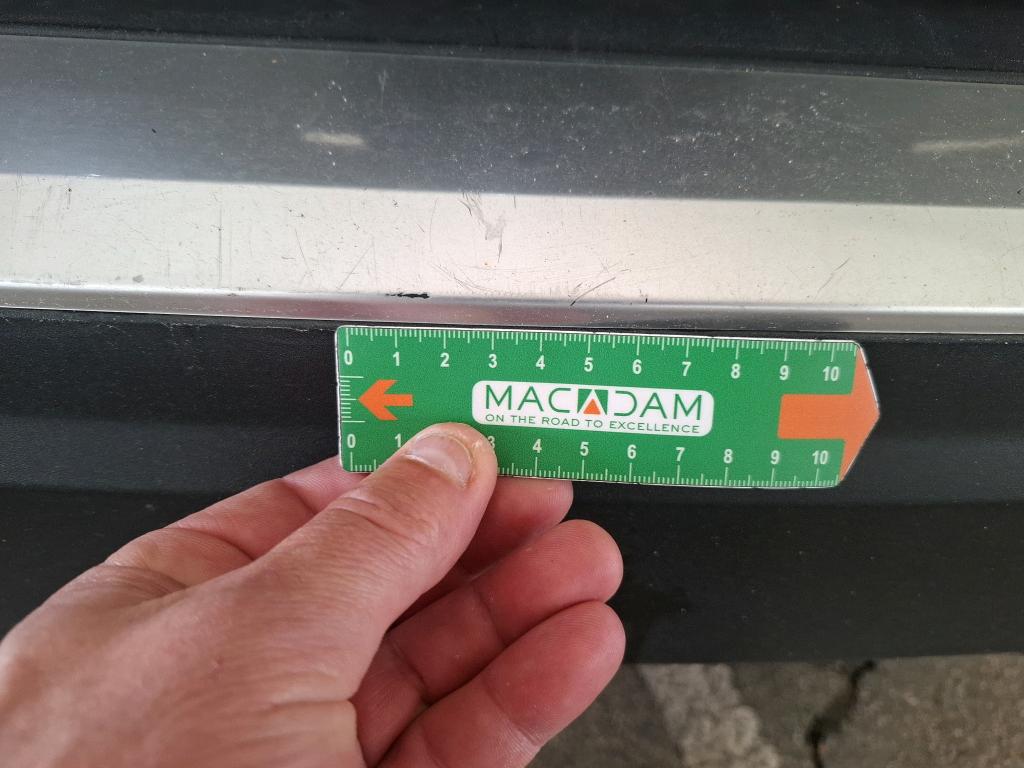 0 1 2 3 4 5 6 7 8 9 10
MACADAM
ON THE ROAD TO EXCELLENCE
0 1 3 4 5 6 7 8 9 10